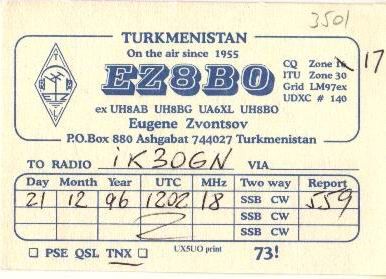 3501
TURKMENISTAN
On the air since 1955
EZ8BO
CQ Zone 16 17
ITU Zone 30
Grid LM97ex
UDXC # 140
T L
ex UH8AB UH8BG UA6XL UH8BO
Eugene Zvontsov
P.O.Box 880 Ashgabat 744027 Turkmenistan
TO RADIO IK3OGN VIA
Day Month Year UTC MHz Two way Report
21 12 96 1202 18 SSB CW 559
SSB CW
SSB CW
PSE QSL TNX UX5UO print 73!